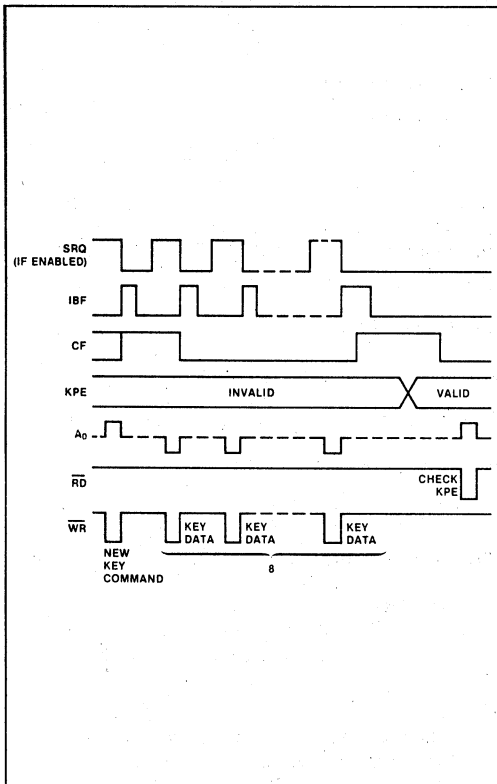 SRQ
(IF ENABLED)
IBF
CF
KPE
INVALID
VALID
A0
RD
CHECK
KPE
WR
KEY
DATA
KEY
DATA
KEY
DATA
NEW
KEY
COMMAND
8